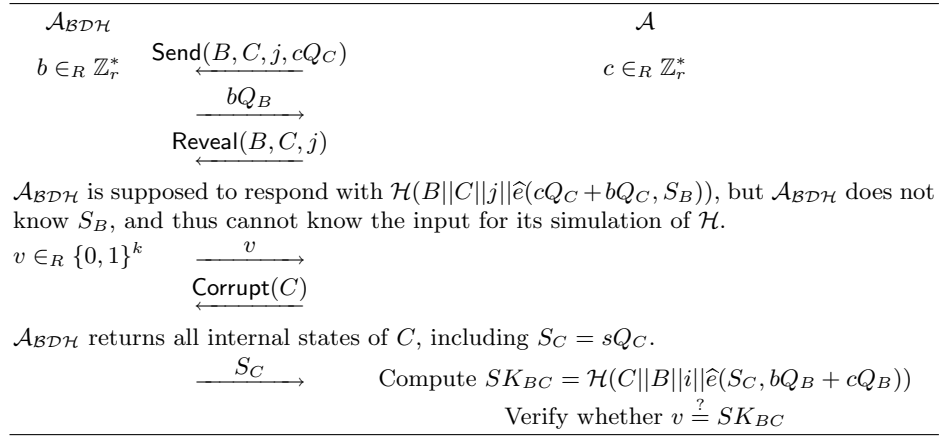 𝒜_ℬ𝒟ℋ 𝒜
b ∈_R ℤ*_r Send(B, C, j, cQ_C) c ∈_R ℤ*_r
bQ_B
Reveal(B, C, j)
𝒜_ℬ𝒟ℋ is supposed to respond with ℋ(B||C||j||ê(cQ_C + bQ_C, S_B)), but 𝒜_ℬ𝒟ℋ does not
know S_B, and thus cannot know the input for its simulation of ℋ.
v ∈_R {0, 1}^k v
Corrupt(C)
𝒜_ℬ𝒟ℋ returns all internal states of C, including S_C = sQ_C.
S_C Compute SK_BC = ℋ(C||B||i||ê(S_C, bQ_B + cQ_B))
Verify whether v ≟ SK_BC